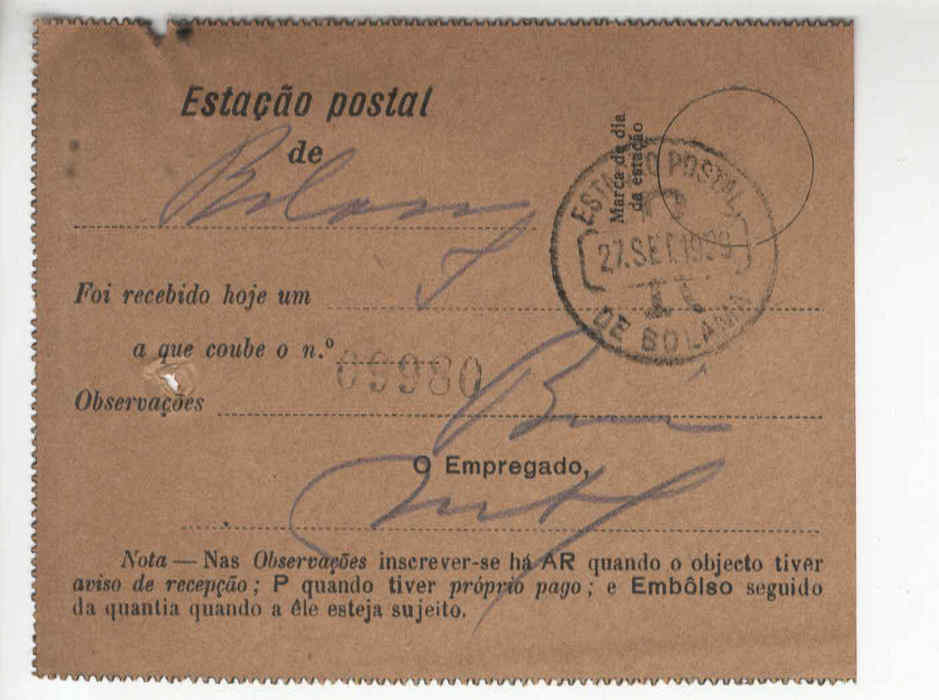 Estação postal
de
Marca do dia
da estação
ESTAÇÃO POSTAL
27.SET.1929
DE BOLAMA
Foi recebido hoje um
a que coube o n.º 09980
Observações
O Empregado,
Nota — Nas Observações inscrever-se há AR quando o objecto tiver
aviso de recepção; P quando tiver próprio pago; e Embôlso seguido
da quantia quando a êle esteja sujeito.